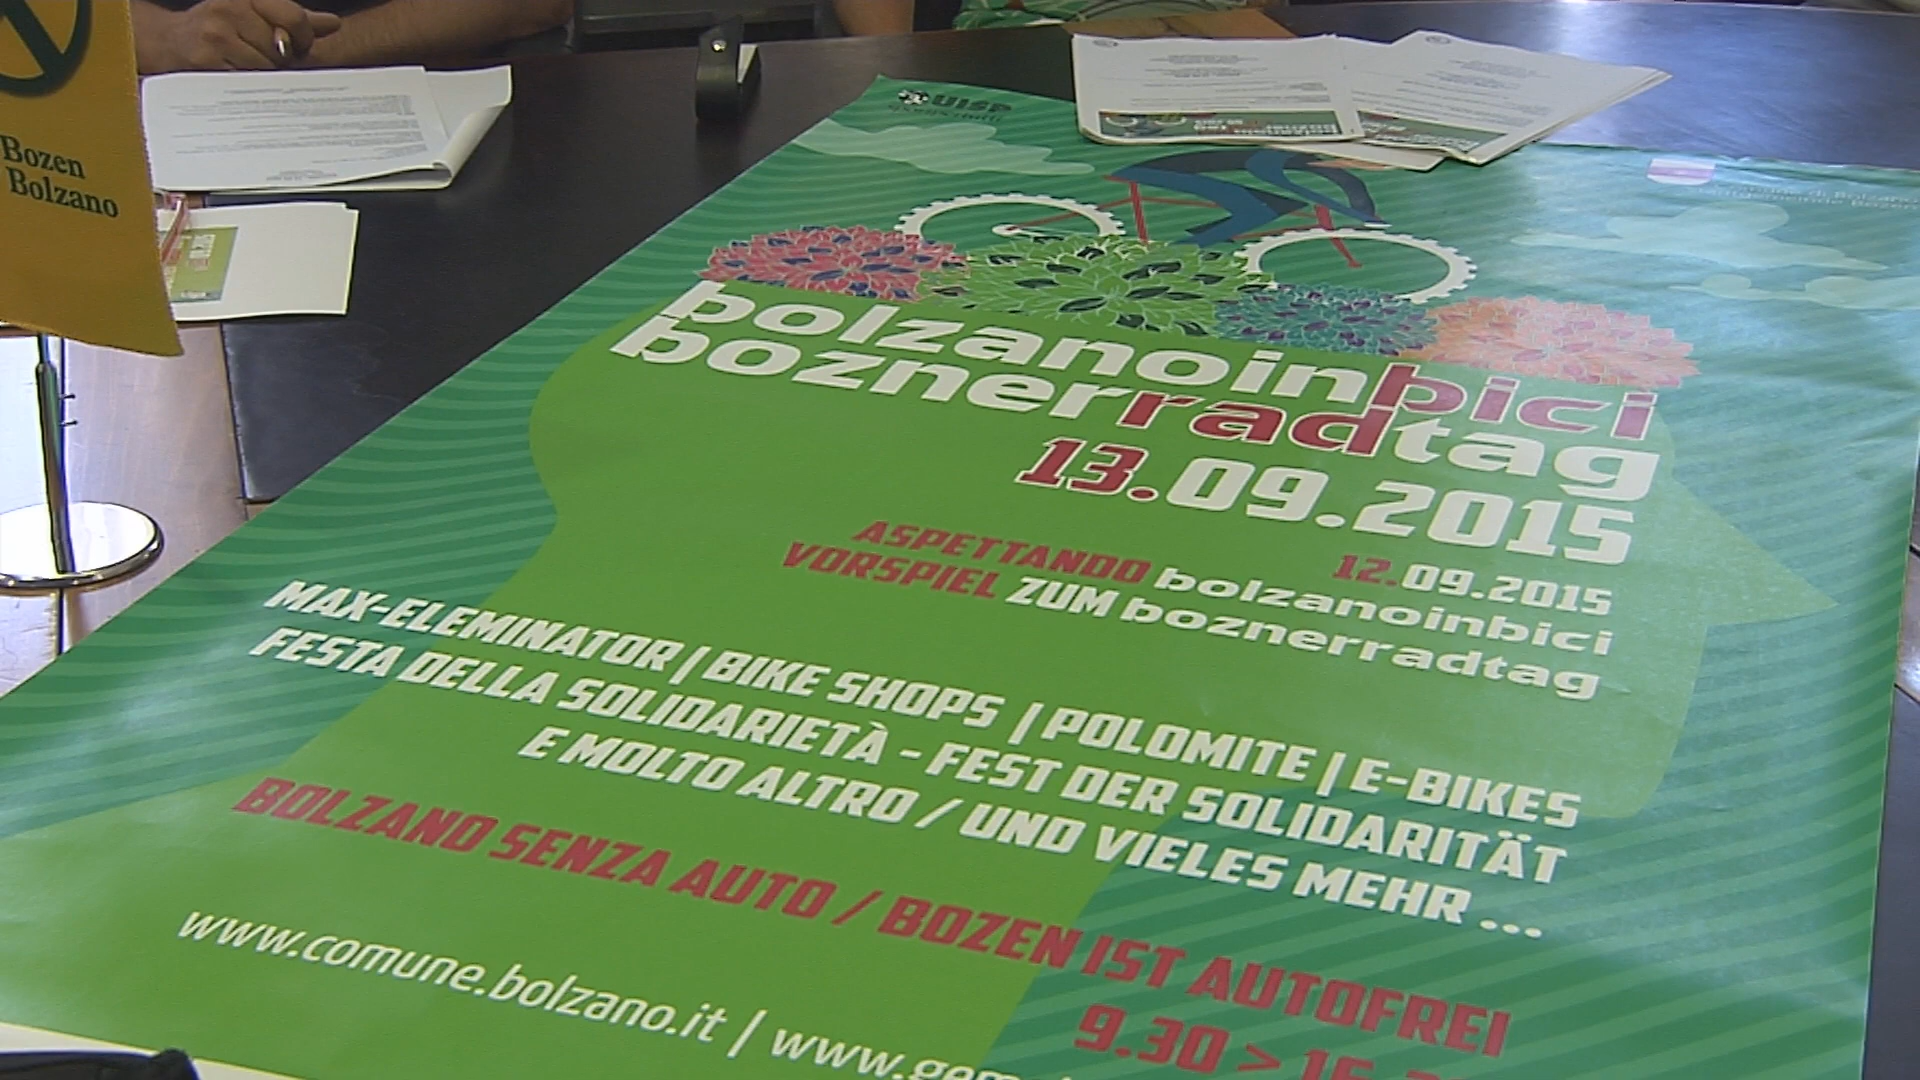 Bozen
Bolzano
UISP
sportpertutti
bolzanoinbici
boznerradtag
13.09.2015
ASPETTANDO bolzanoinbici 12.09.2015
VORSPIEL ZUM boznerradtag
MAX-ELEMINATOR | BIKE SHOPS | POLOMITE | E-BIKES
FESTA DELLA SOLIDARIETÀ - FEST DER SOLIDARITÄT
E MOLTO ALTRO / UND VIELES MEHR ...
BOLZANO SENZA AUTO / BOZEN IST AUTOFREI
9.30 >
www.comune.bolzano.it | www.